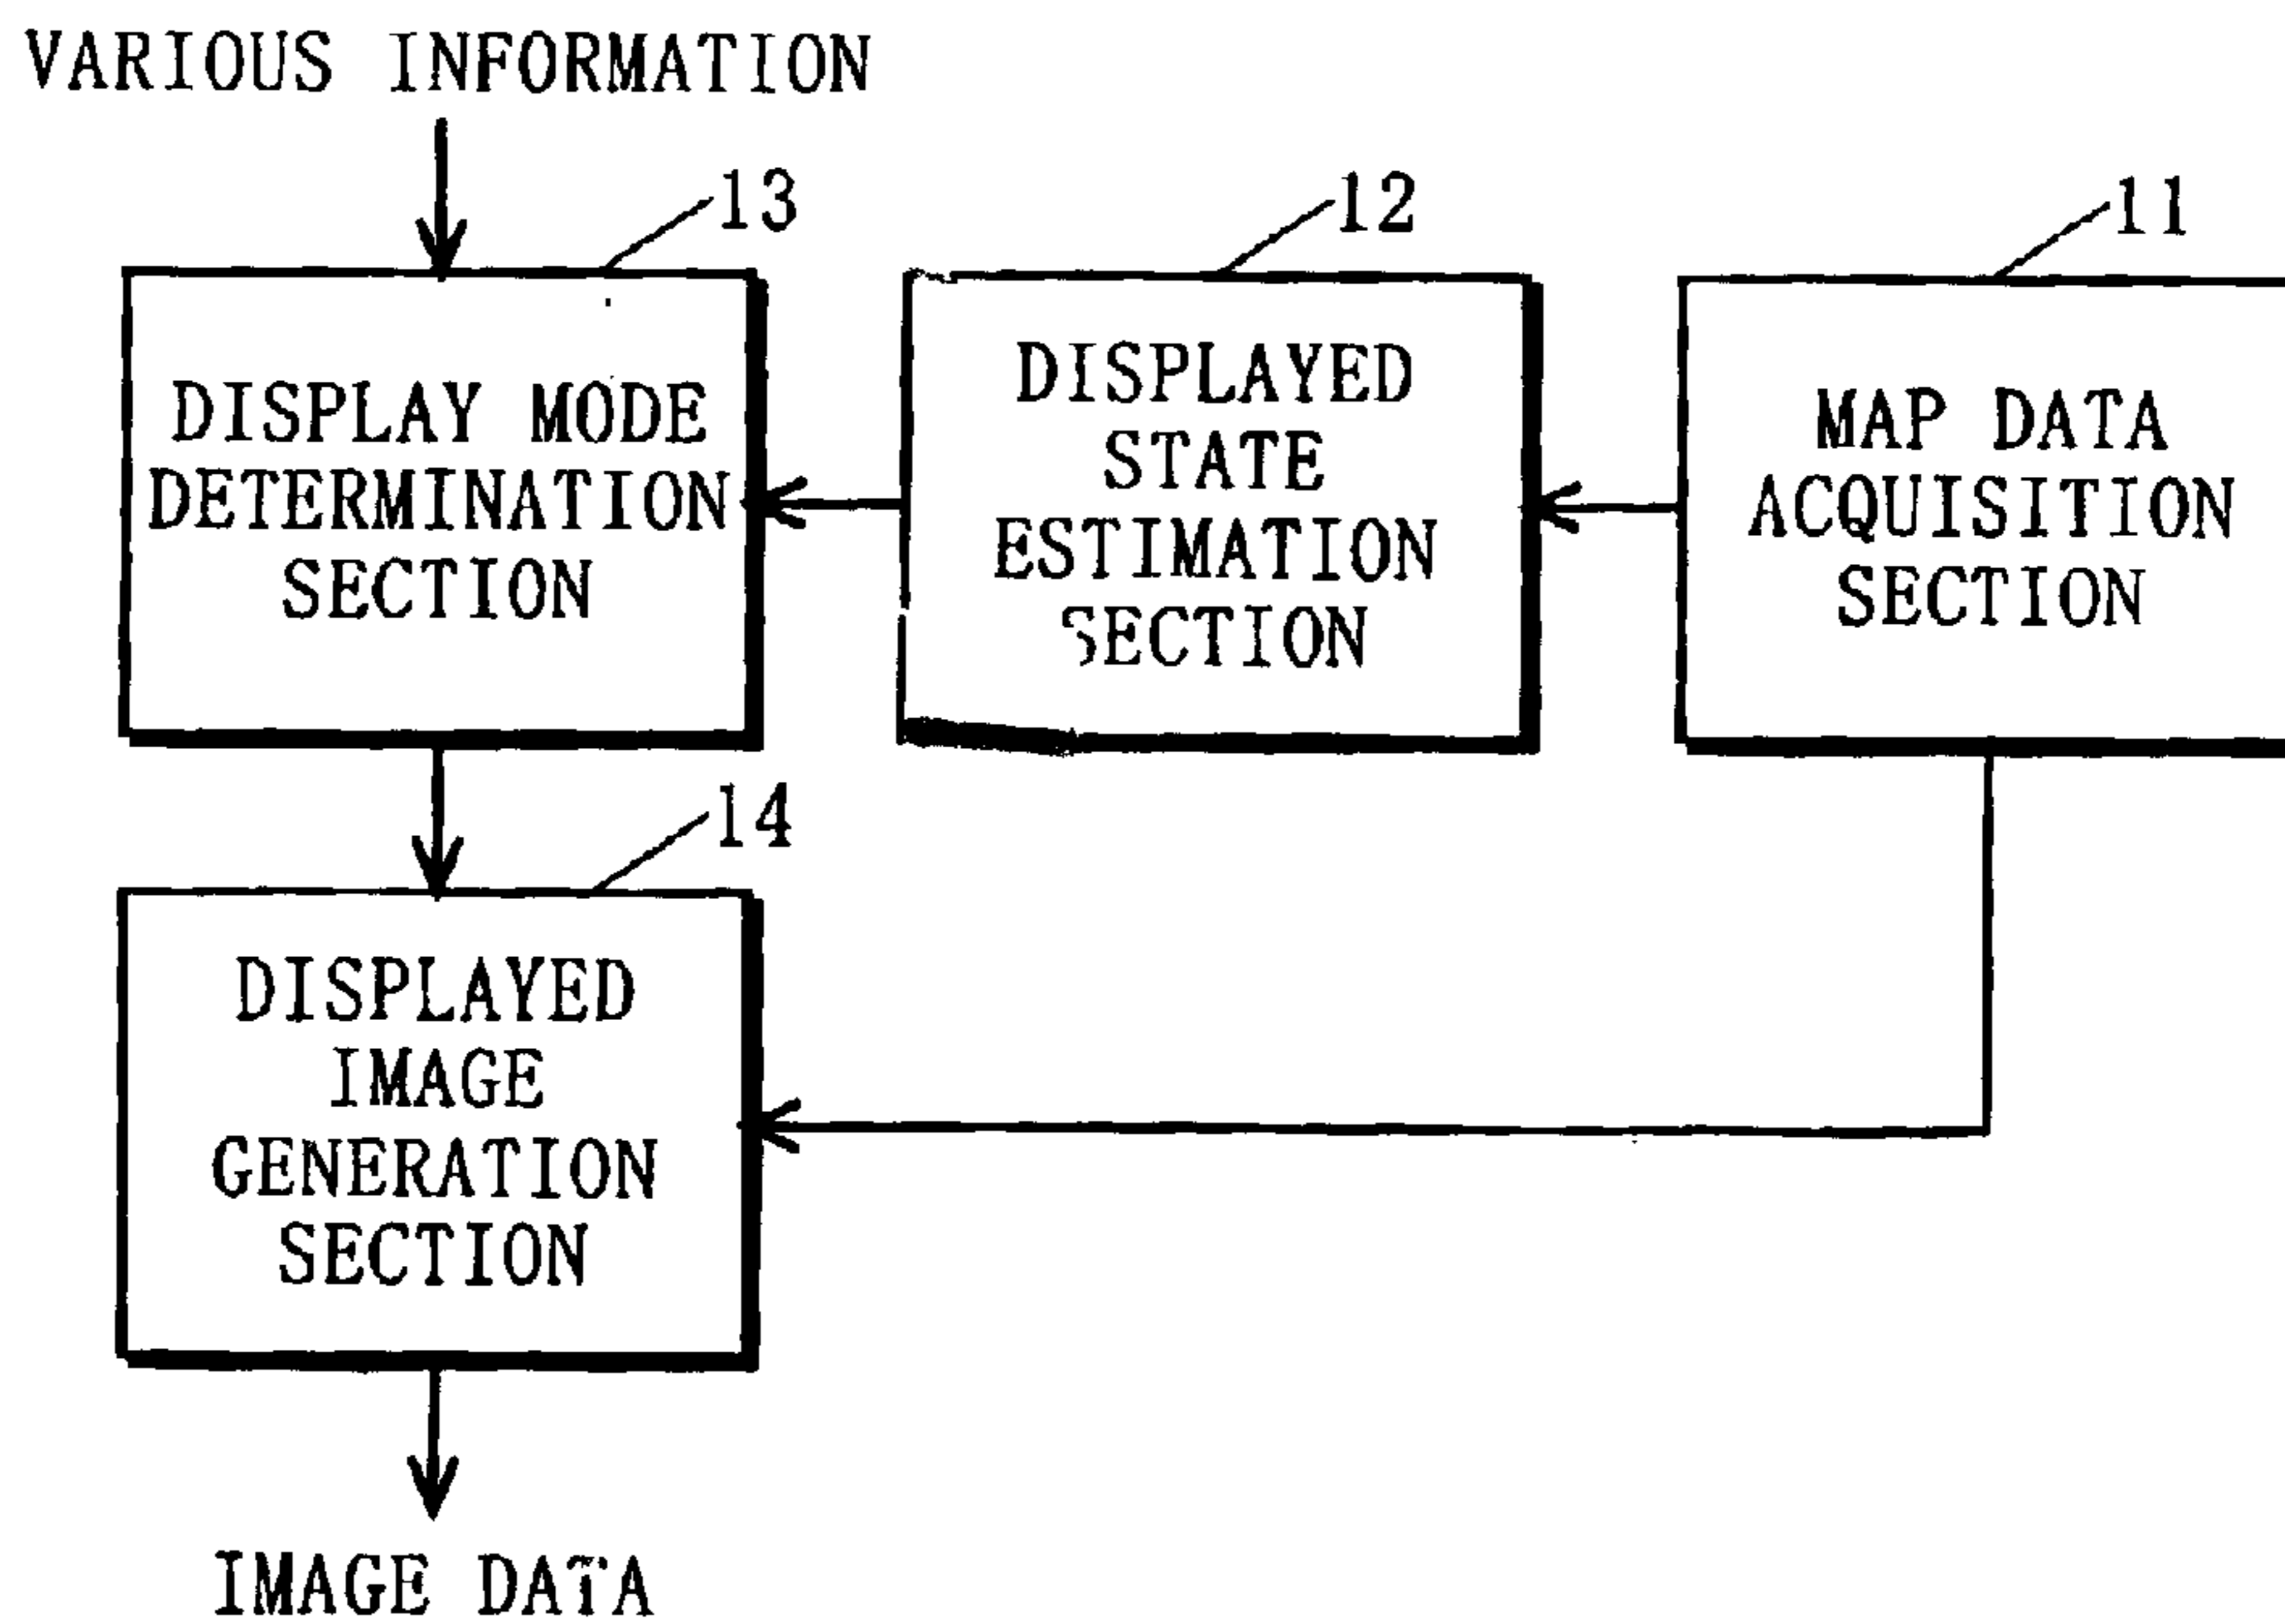 VARIOUS INFORMATION
13
12
11
DISPLAY MODE
DETERMINATION
SECTION
DISPLAYED
STATE
ESTIMATION
SECTION
MAP DATA
ACQUISITION
SECTION
14
DISPLAYED
IMAGE
GENERATION
SECTION
IMAGE DATA